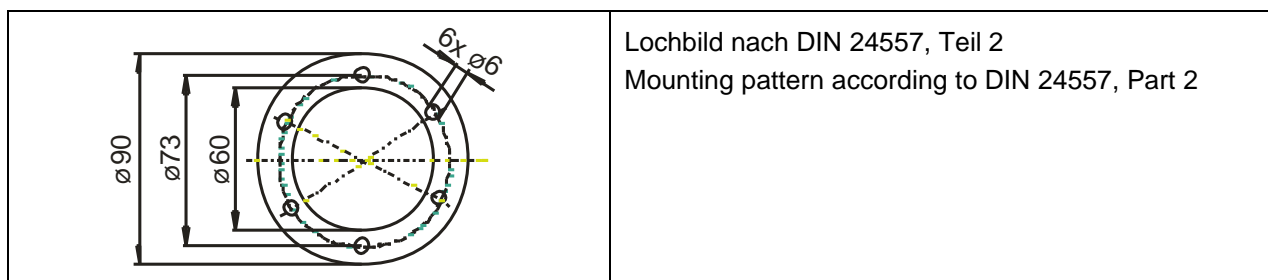 6x ø6
ø90
ø73
ø60
Lochbild nach DIN 24557, Teil 2
Mounting pattern according to DIN 24557, Part 2